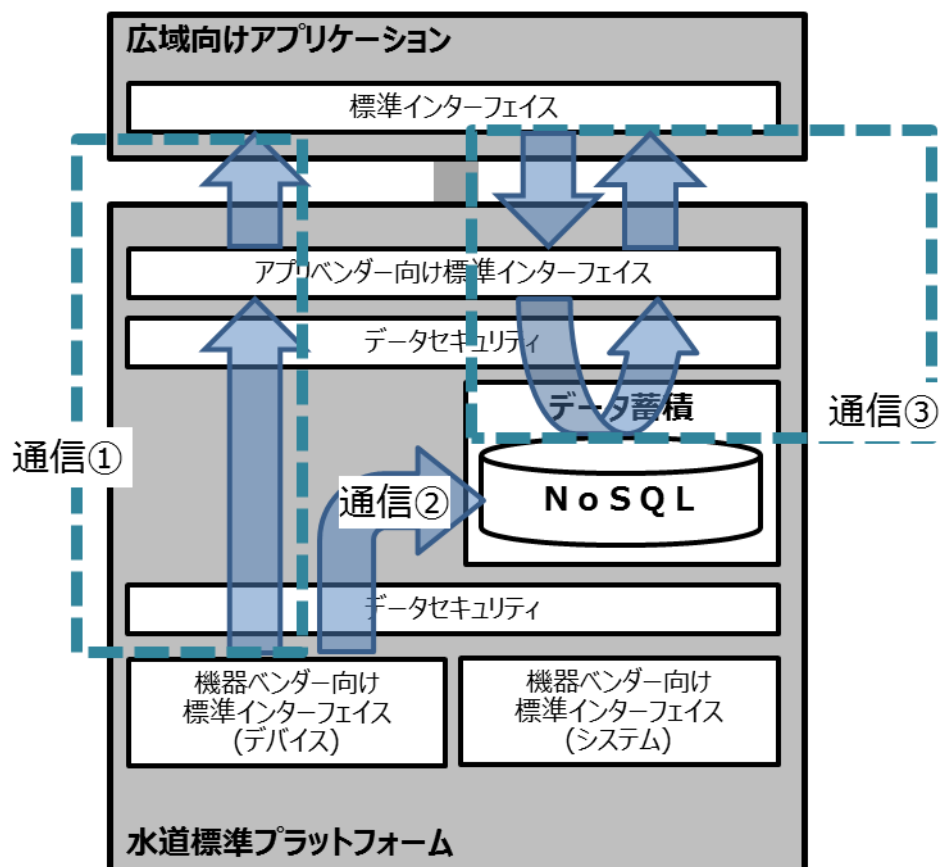 広域向けアプリケーション
標準インターフェイス
アプリベンダー向け標準インターフェイス
データセキュリティ
データ蓄積
通信③
通信①
通信②
NoSQL
データセキュリティ
機器ベンダー向け
標準インターフェイス
(デバイス)
機器ベンダー向け
標準インターフェイス
(システム)
水道標準プラットフォーム